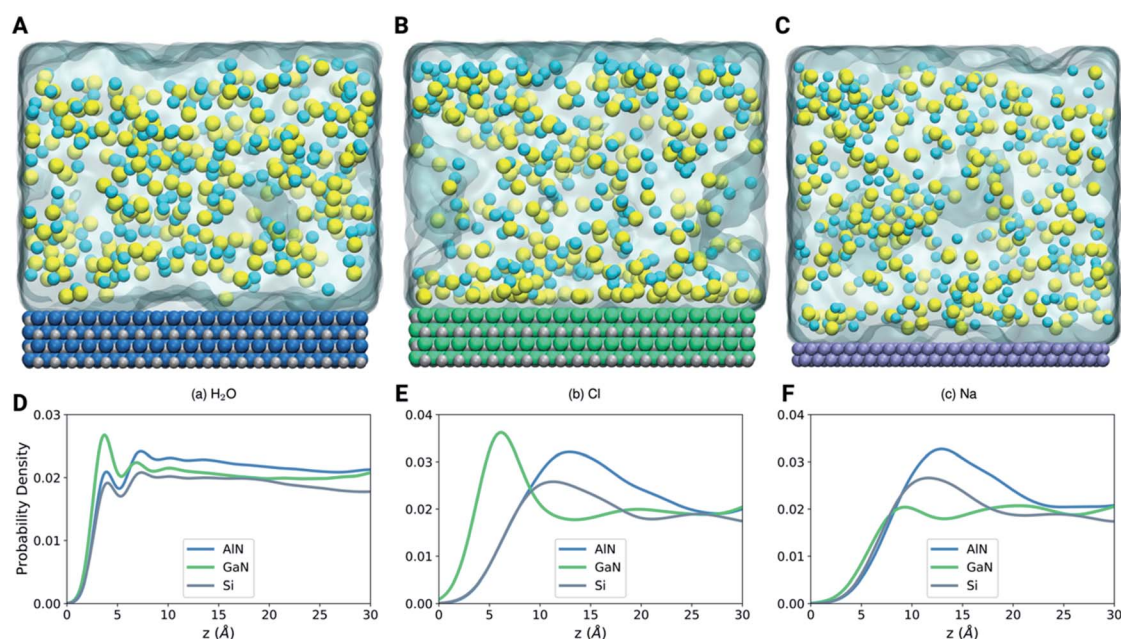 A
B
C
D
(a) H₂O
0.03
0.02
0.01
0.00
Probability Density
AlN
GaN
Si
0 5 10 15 20 25 30
z (Å)
E
(b) Cl
0.04
0.03
0.02
0.01
0.00
AlN
GaN
Si
0 5 10 15 20 25 30
z (Å)
F
(c) Na
0.04
0.03
0.02
0.01
0.00
AlN
GaN
Si
0 5 10 15 20 25 30
z (Å)